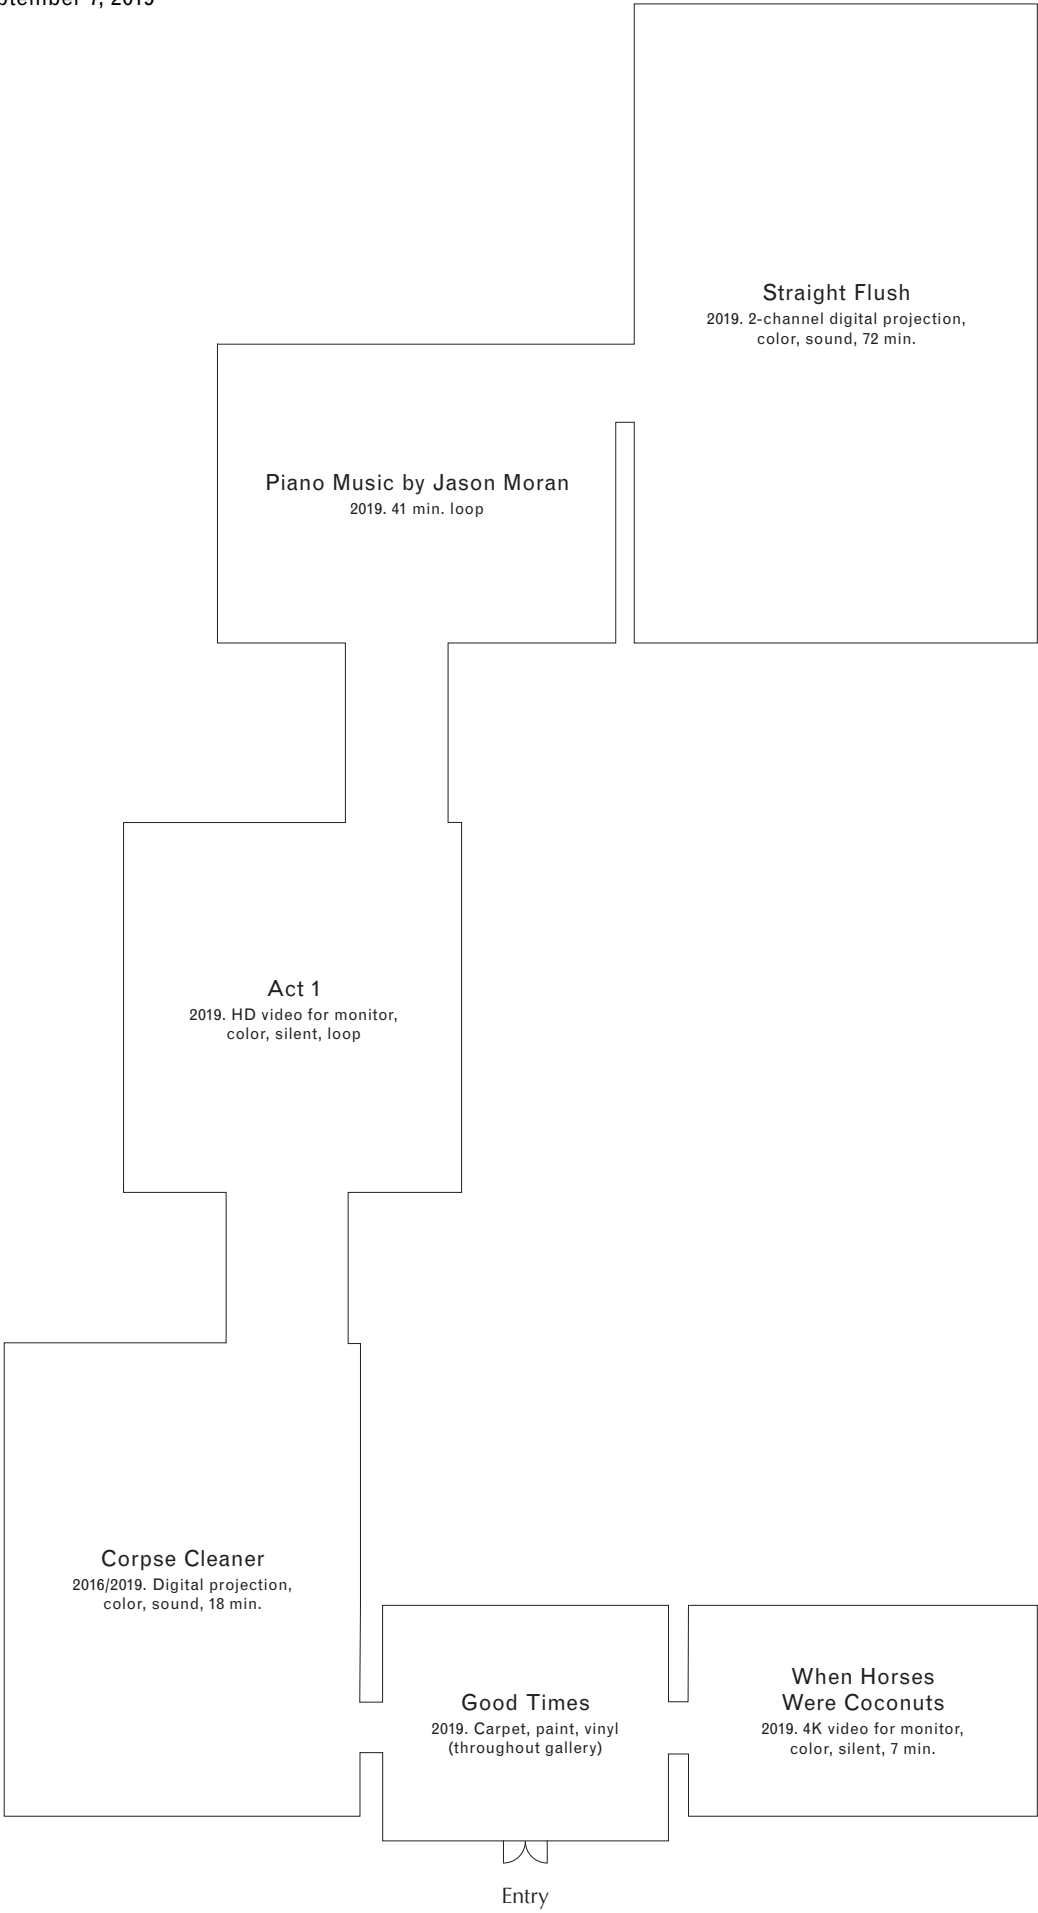 7, 2019
Straight Flush
2019. 2-channel digital projection,
color, sound, 72 min.
Piano Music by Jason Moran
2019. 41 min. loop
Act 1
2019. HD video for monitor,
color, silent, loop
Corpse Cleaner
2016/2019. Digital projection,
color, sound, 18 min.
Good Times
2019. Carpet, paint, vinyl
(throughout gallery)
When Horses
Were Coconuts
2019. 4K video for monitor,
color, silent, 7 min.
Entry